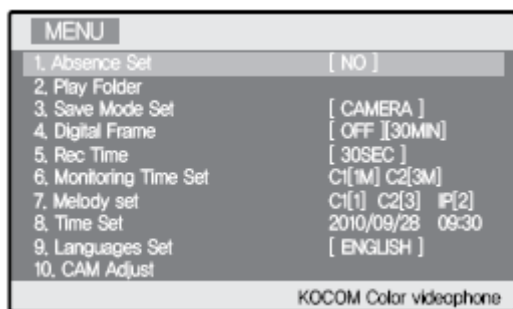 MENU
1. Absence Set [ NO ]
2. Play Folder
3. Save Mode Set [ CAMERA ]
4. Digital Frame [ OFF ][30MIN]
5. Rec Time [ 30SEC ]
6. Monitoring Time Set C1[1M] C2[3M]
7. Melody set C1[1] C2[3] IP[2]
8. Time Set 2010/09/28 09:30
9. Languages Set [ ENGLISH ]
10. CAM Adjust
KOCOM Color videophone